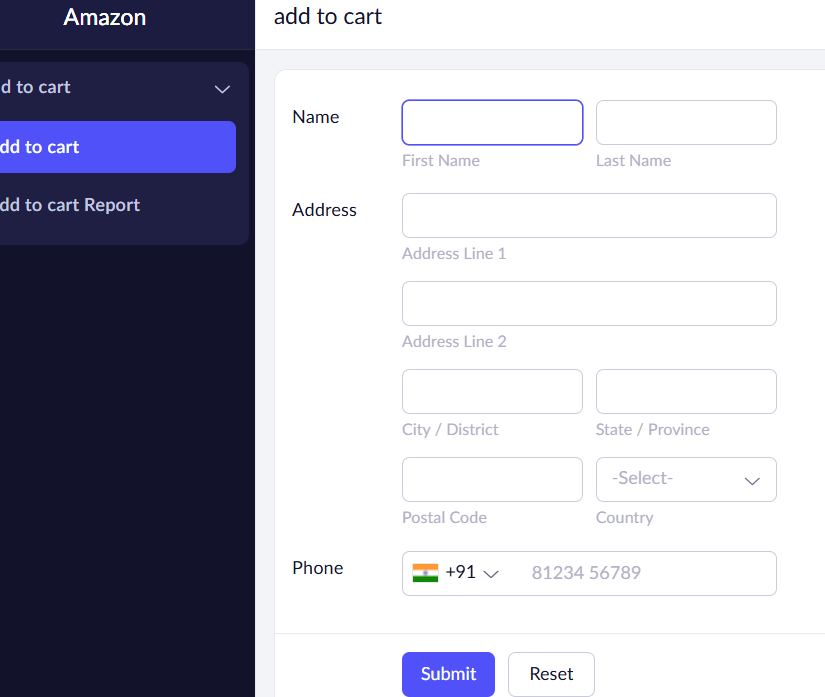 Amazon
add to cart
d to cart
dd to cart
dd to cart Report
Name
First Name
Last Name
Address
Address Line 1
Address Line 2
City / District
State / Province
-Select-
Postal Code
Country
Phone
+91
81234 56789
Submit
Reset